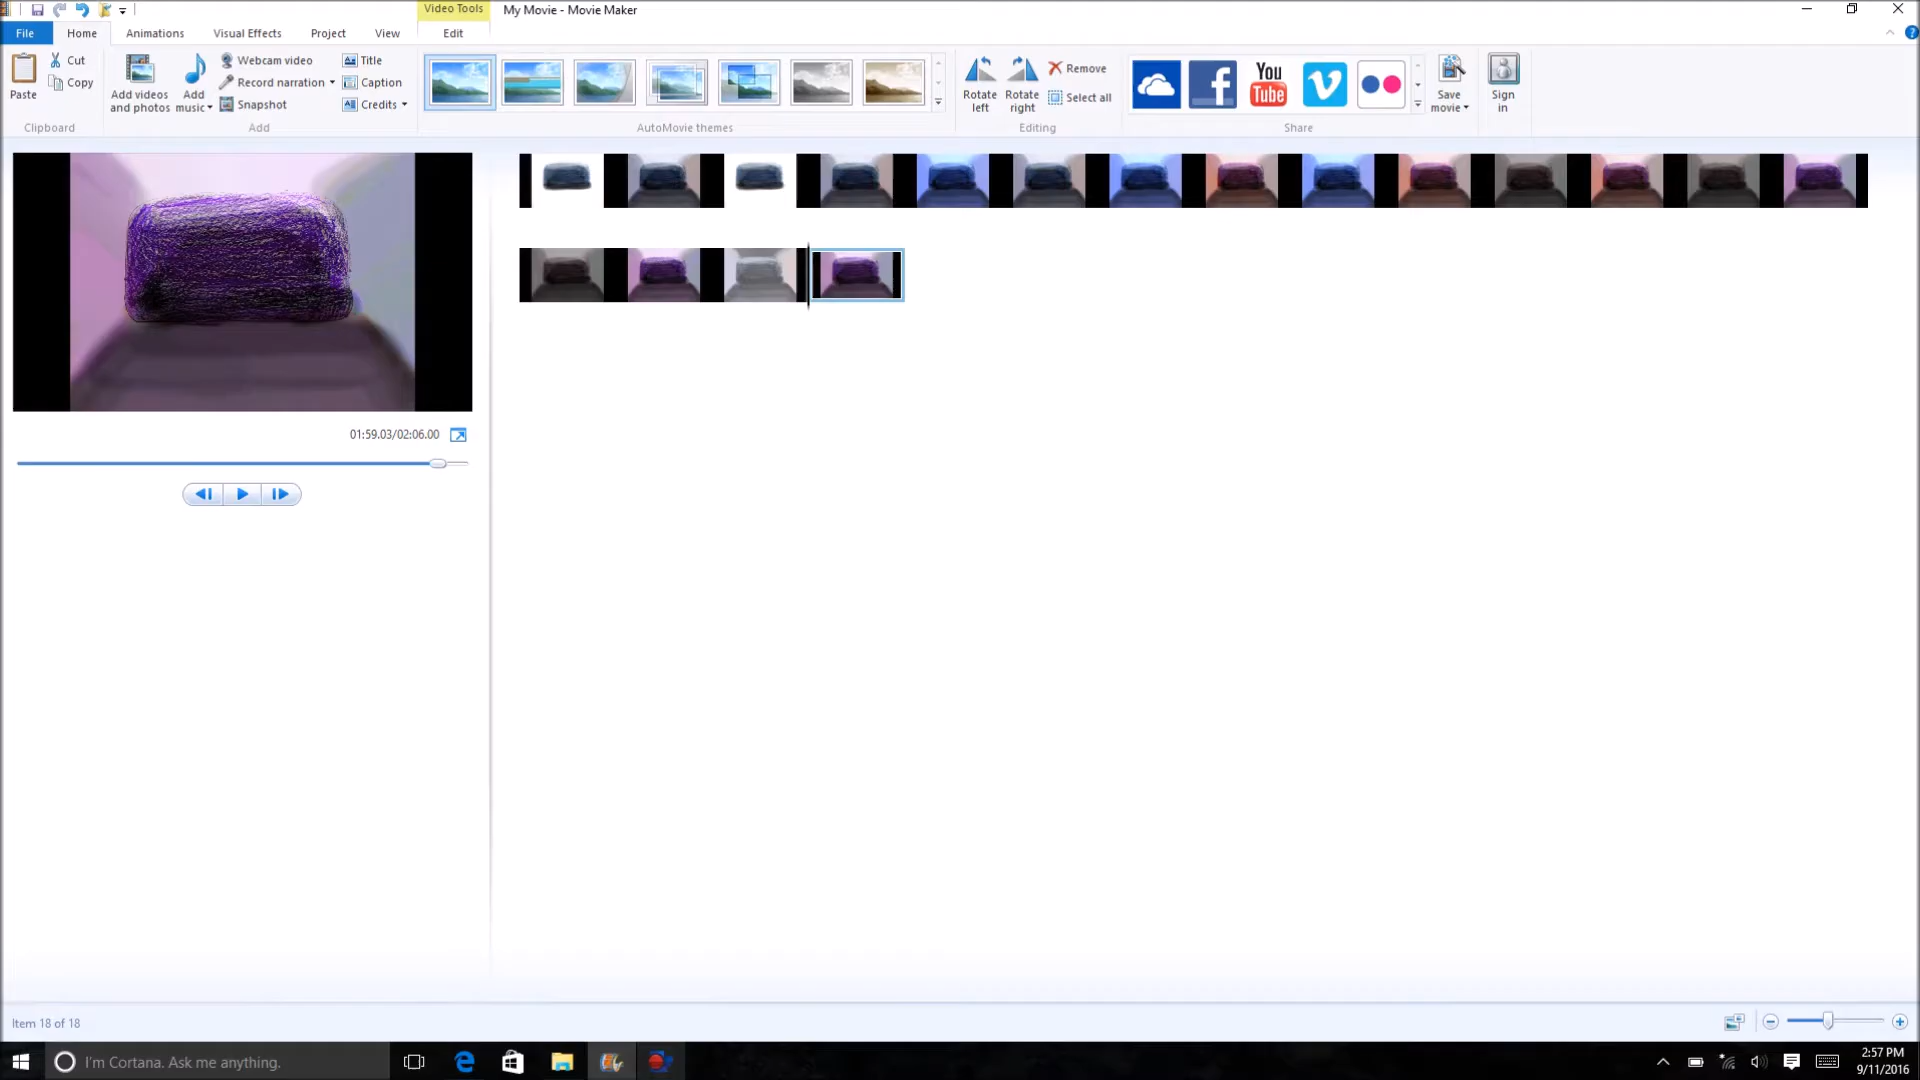 Video Tools
My Movie - Movie Maker
File
Home
Animations
Visual Effects
Project
View
Edit
Paste
Cut
Copy
Clipboard
Add videos
and photos
Add
music
Webcam video
Record narration
Snapshot
Title
Caption
Credits
Add
AutoMovie themes
Rotate
left
Rotate
right
Remove
Select all
Editing
You
Tube
Share
Save
movie
Sign
in
01:59.03/02:06.00
Item 18 of 18
I'm Cortana. Ask me anything.
2:57 PM
9/11/2016